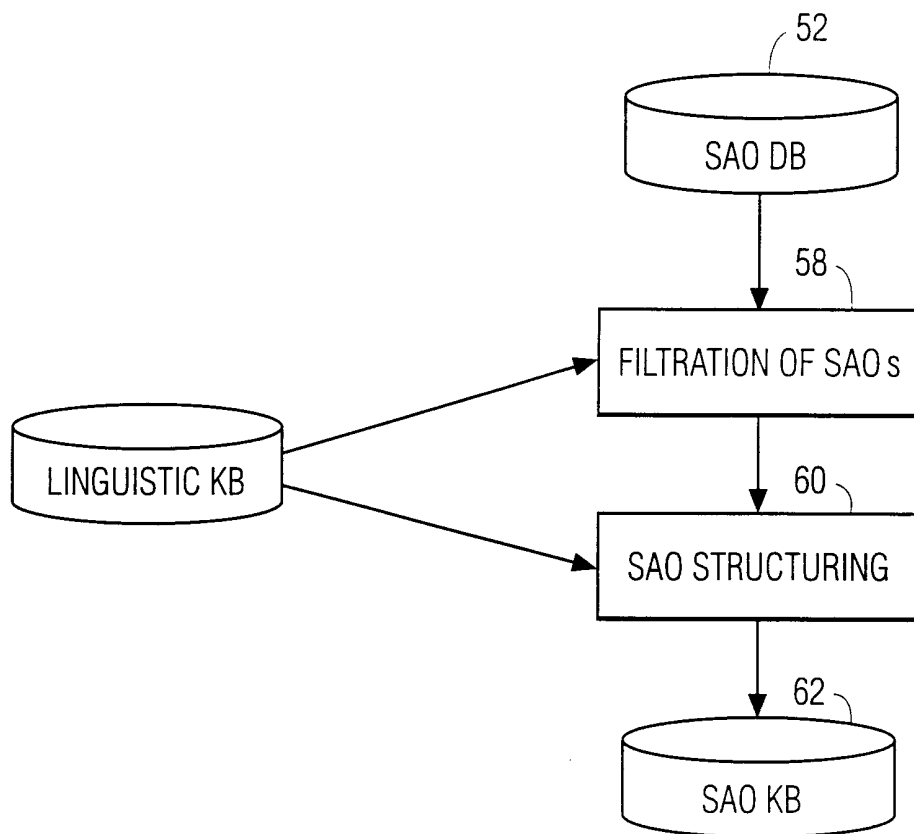 52
SAO DB
58
FILTRATION OF SAOs
LINGUISTIC KB
60
SAO STRUCTURING
62
SAO KB